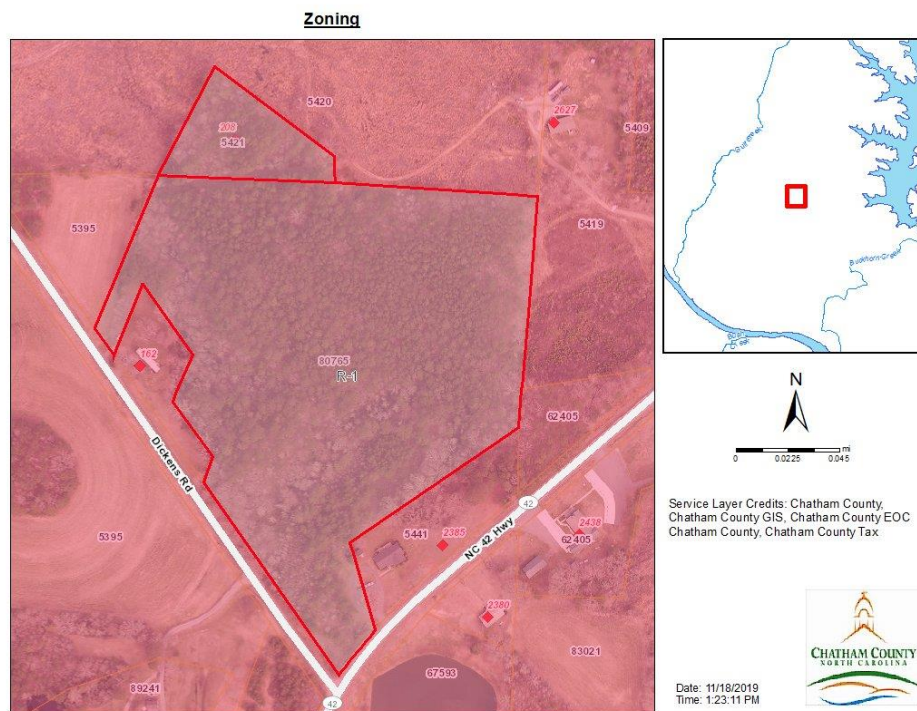 Zoning
5420
2627
5409
208
5421
5395
5419
80765
R-1
162
62405
Dickens Rd
42
NC 42 Hwy
5441
2385
2438
62405
5395
2380
83021
67593
89241
42
Buckhorn Creek
N
mi
0 0.0225 0.045
Service Layer Credits: Chatham County,
Chatham County GIS, Chatham County EOC
Chatham County, Chatham County Tax
CHATHAM COUNTY
NORTH CAROLINA
Date: 11/18/2019
Time: 1:23:11 PM